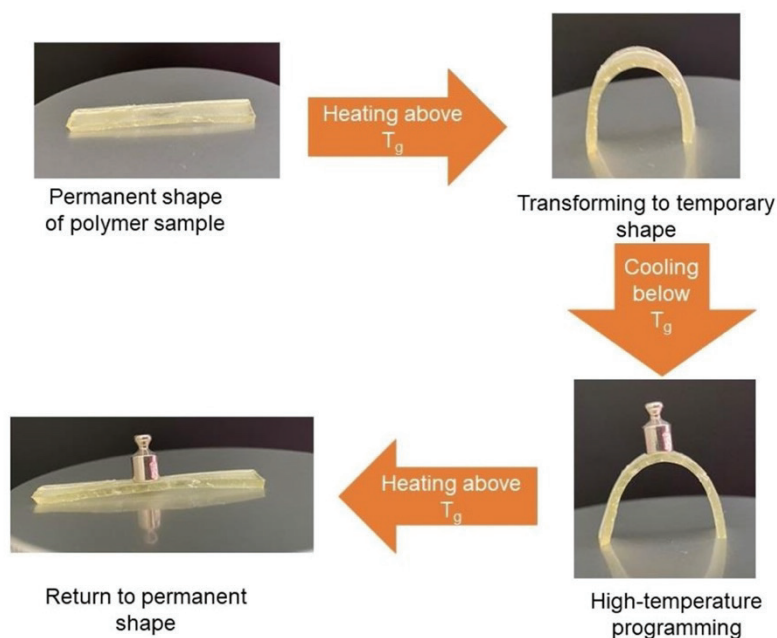 Heating above
Tg
Permanent shape
of polymer sample
Transforming to temporary
shape
Cooling
below
Tg
Heating above
Tg
Return to permanent
shape
High-temperature
programming